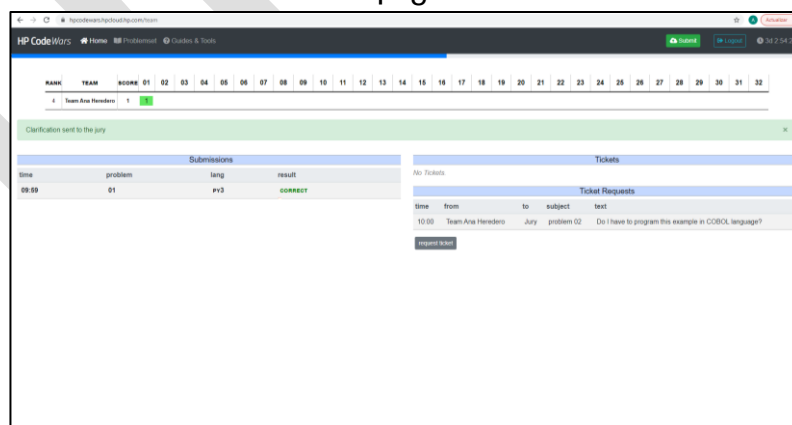 pag
hpcodewars.hpcloud.hp.com/team
HP CodeWars Home Problemset Guides & Tools Submit Logout 3d 2:54:2
RANK TEAM SCORE 01 02 03 04 05 06 07 08 09 10 11 12 13 14 15 16 17 18 19 20 21 22 23 24 25 26 27 28 29 30 31 32
4 Team Ana Heredero 1 1
Clarification sent to the jury ×
Submissions
time problem lang result
09:59 01 PY3 CORRECT
Tickets
No Tickets
Ticket Requests
time from to subject text
10:00 Team Ana Heredero Jury problem 02 Do I have to program this example in COBOL language?
request ticket